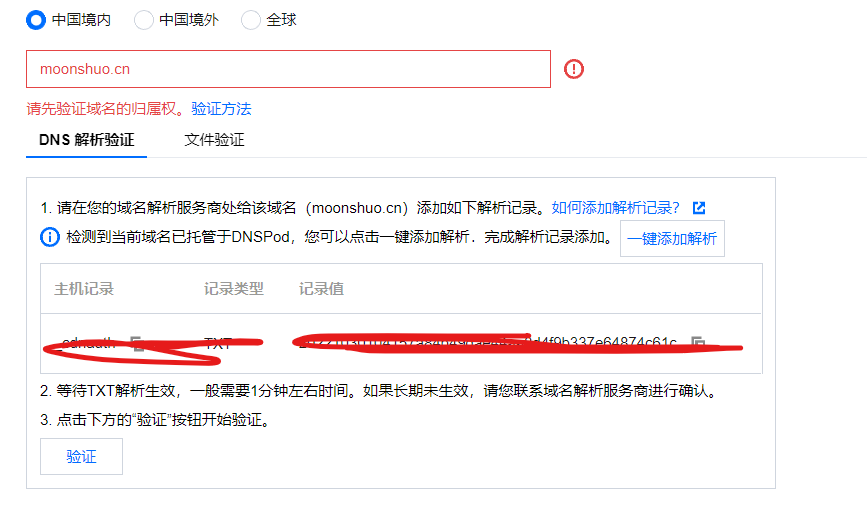 中国境内 中国境外 全球
moonshuo.cn
请先验证域名的归属权。验证方法
DNS 解析验证 文件验证
1. 请在您的域名解析服务商处给该域名（moonshuo.cn）添加如下解析记录。如何添加解析记录？
检测到当前域名已托管于DNSPod，您可以点击一键添加解析．完成解析记录添加。 一键添加解析
主机记录 记录类型 记录值
TXT
2. 等待TXT解析生效，一般需要1分钟左右时间。如果长期未生效，请您联系域名解析服务商进行确认。
3. 点击下方的“验证”按钮开始验证。
验证